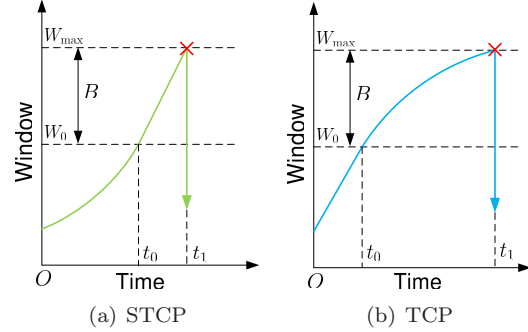 W_max
B
W_0
Window
t_0
t_1
O
Time
(a) STCP
W_max
B
W_0
Window
t_0
t_1
O
Time
(b) TCP